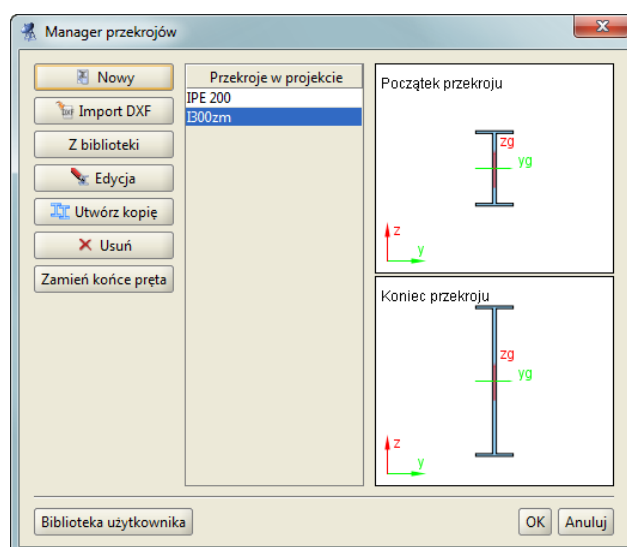 Manager przekrojów
Nowy
Import DXF
Z biblioteki
Edycja
Utwórz kopię
Usuń
Zamień końce pręta
Przekroje w projekcie
IPE 200
I300zm
Początek przekroju
zg
yg
z
y
Koniec przekroju
zg
yg
z
y
Biblioteka użytkownika
OK
Anuluj